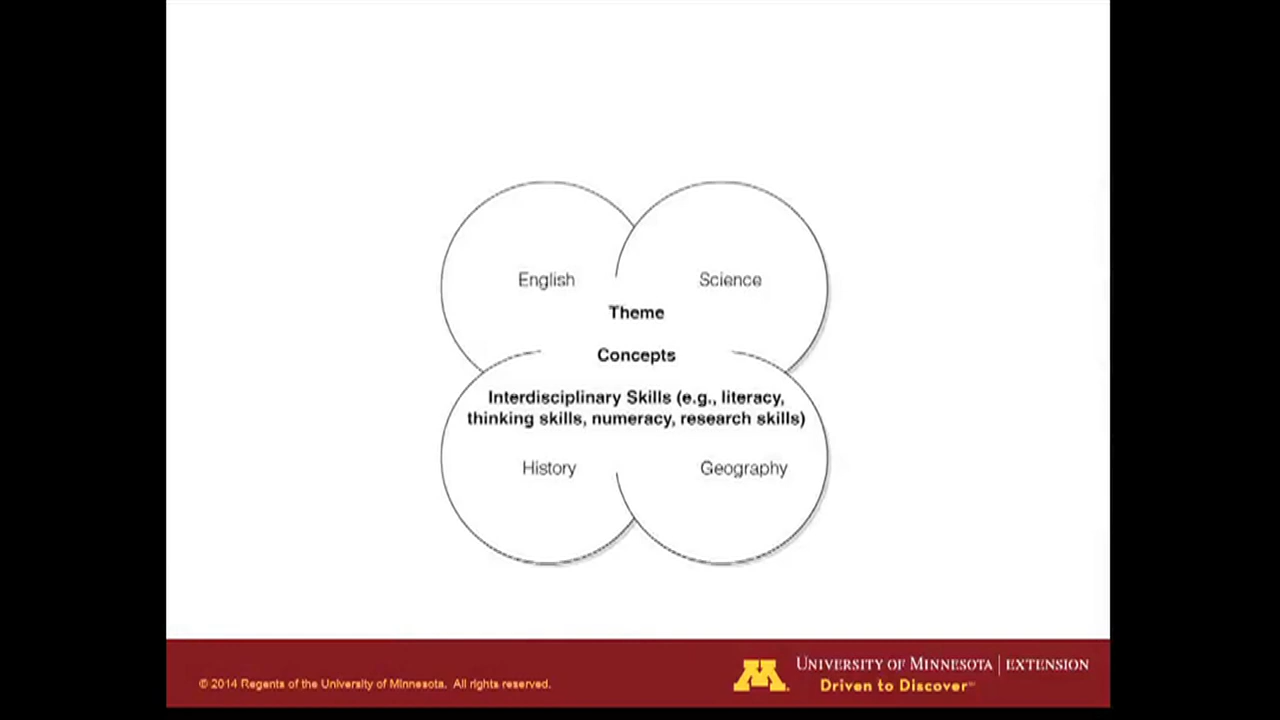 English
Science
Theme
Concepts
Interdisciplinary Skills (e.g., literacy,
thinking skills, numeracy, research skills)
History
Geography
© 2014 Regents of the University of Minnesota. All rights reserved.
M
UNIVERSITY OF MINNESOTA | EXTENSION
Driven to Discover℠